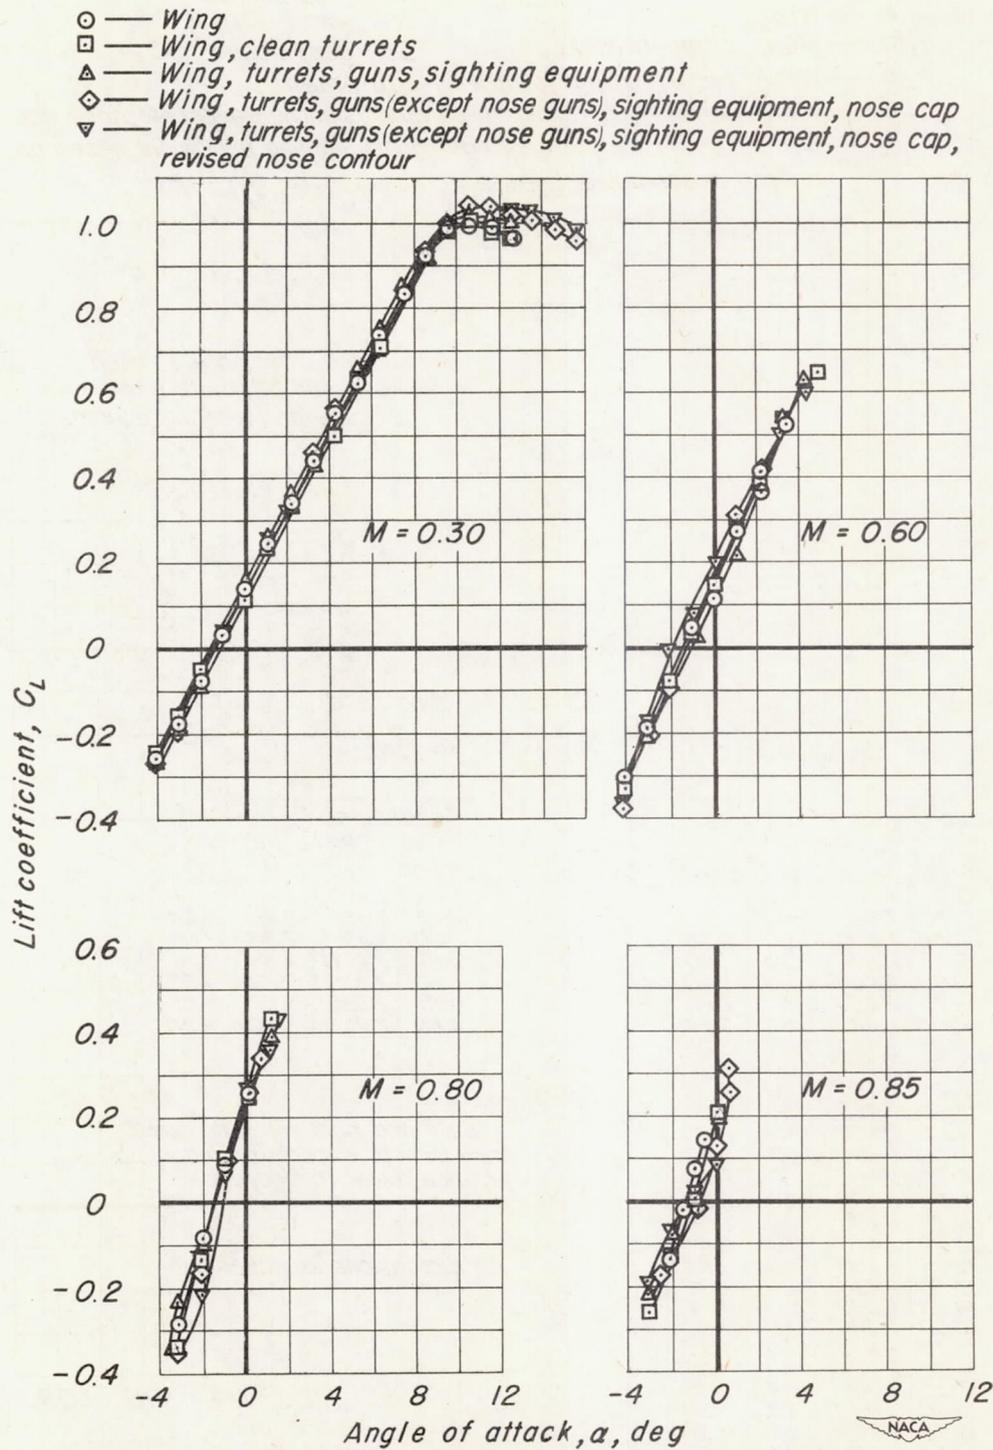 Wing
Wing, clean turrets
Wing, turrets, guns, sighting equipment
Wing, turrets, guns (except nose guns), sighting equipment, nose cap
Wing, turrets, guns (except nose guns), sighting equipment, nose cap,
revised nose contour
1.0
0.8
0.6
0.4
0.2
0
-0.2
-0.4
M = 0.30
M = 0.60
Lift coefficient, CL
0.6
0.4
0.2
0
-0.2
-0.4
M = 0.80
M = 0.85
-4 0 4 8 12
-4 0 4 8 12
Angle of attack, α, deg
NACA